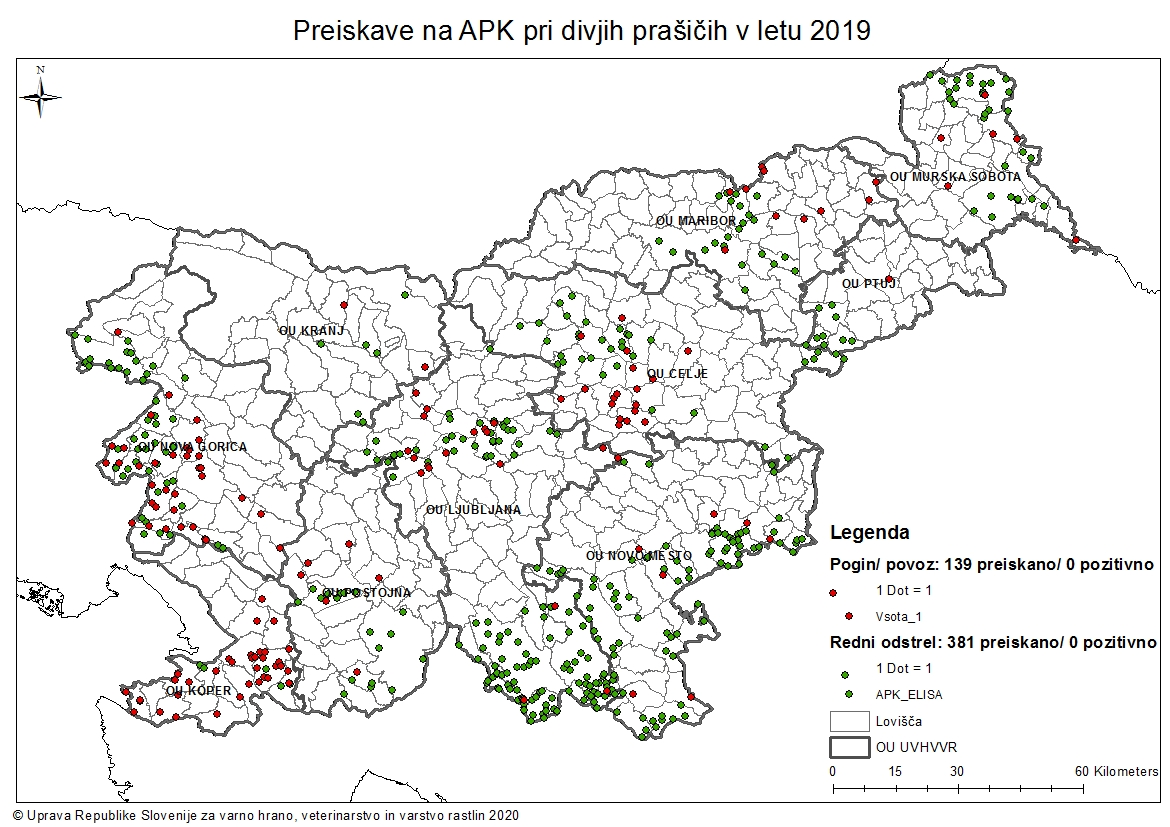 Preiskave na APK pri divjih prašičih v letu 2019
N
OU MURSKA SOBOTA
OU MARIBOR
OU PTUJ
OU KRANJ
OU CELJE
OU NOVA GORICA
OU LJUBLJANA
OU NOVO MESTO
OU POSTOJNA
OU KOPER
Legenda
Pogin/ povoz: 139 preiskano/ 0 pozitivno
1 Dot = 1
Vsota_1
Redni odstrel: 381 preiskano/ 0 pozitivno
1 Dot = 1
APK_ELISA
Lovišča
OU UVHVVR
0 15 30 60 Kilometers
© Uprava Republike Slovenije za varno hrano, veterinarstvo in varstvo rastlin 2020